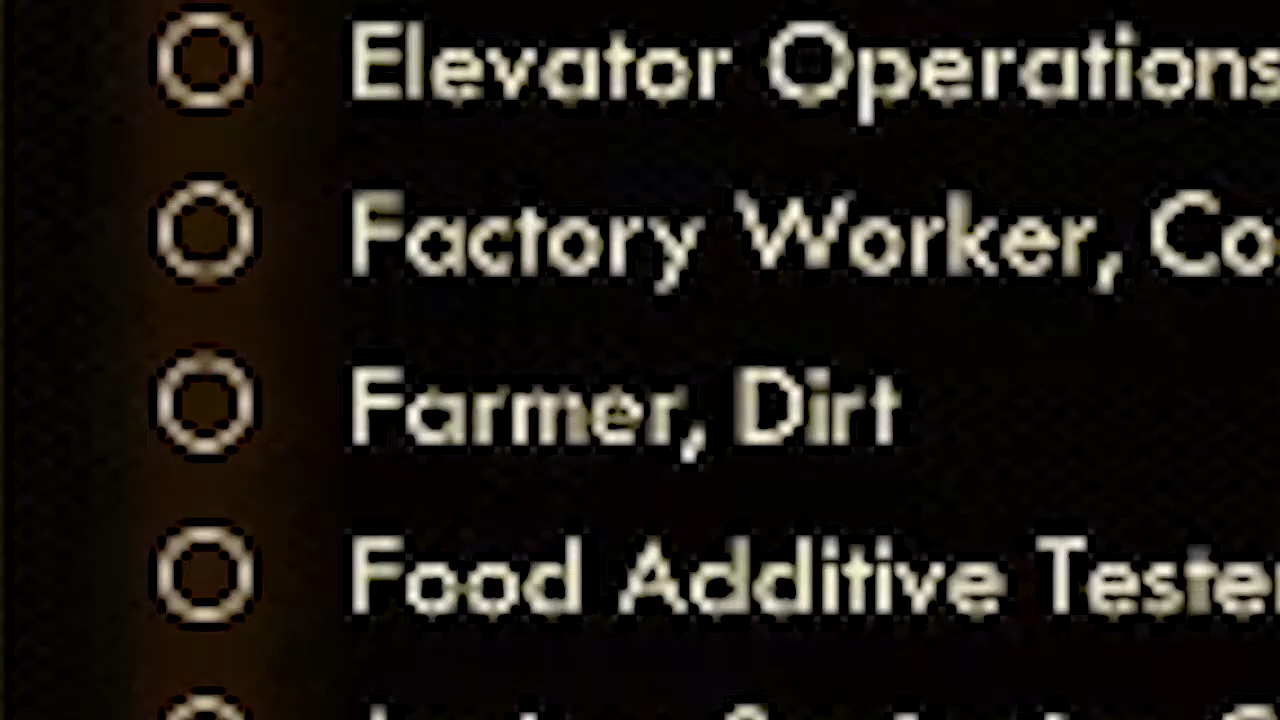 Elevator Operations
Factory Worker, Co
Farmer, Dirt
Food Additive Tester